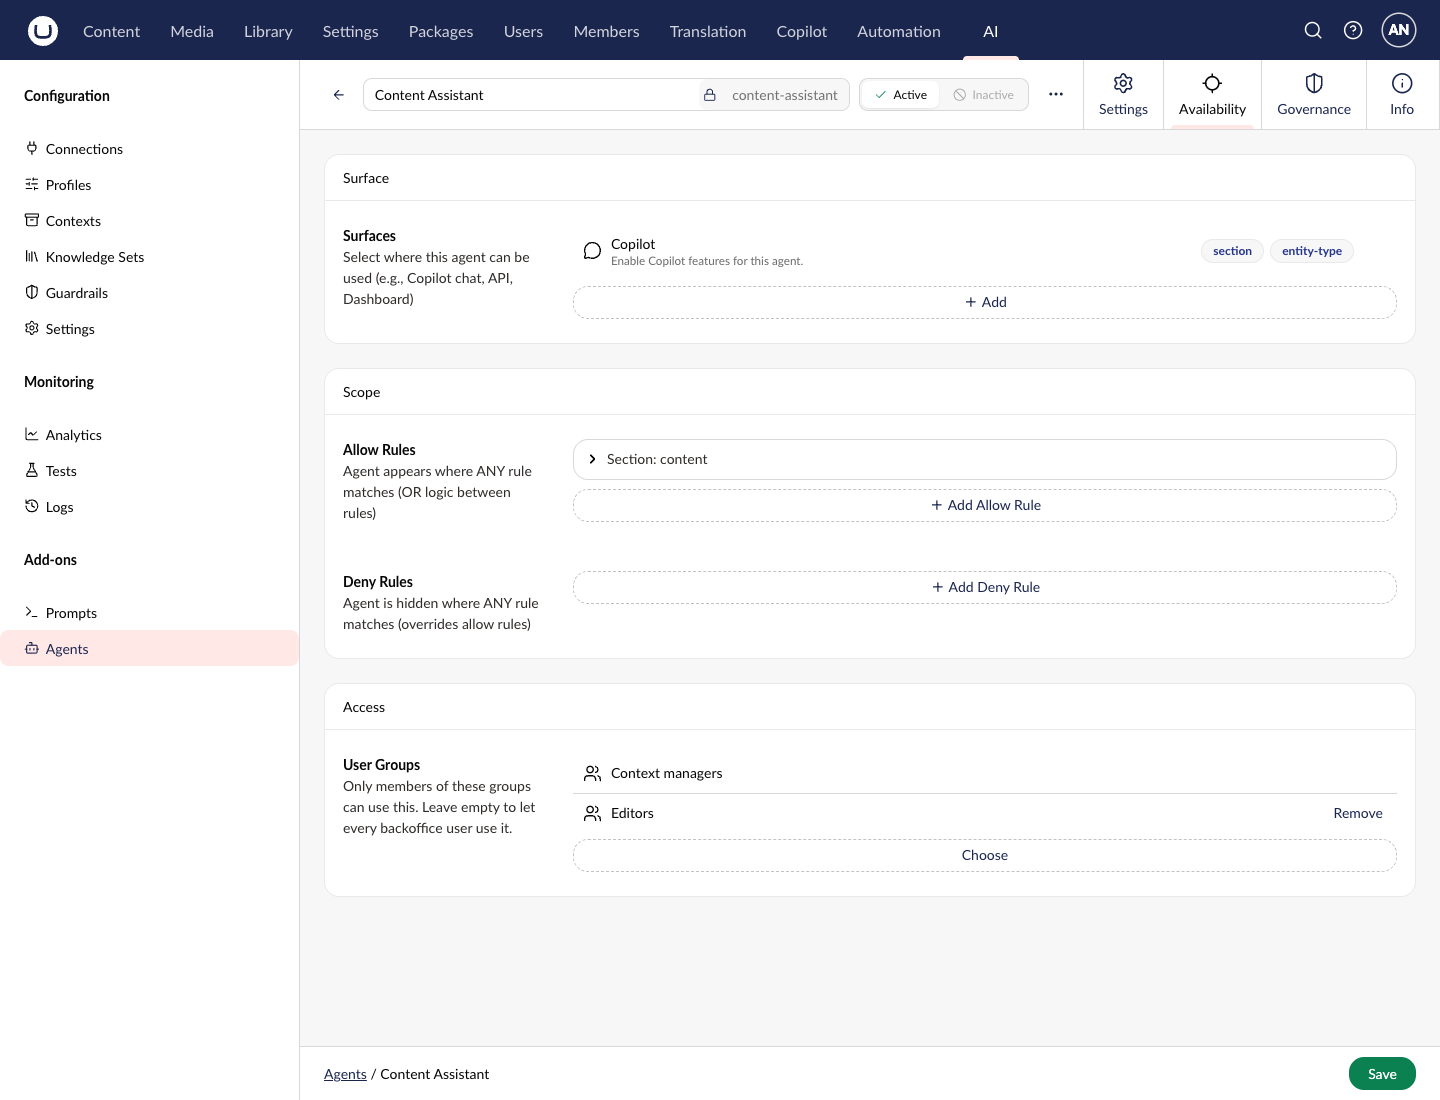 Content Media Library Settings Packages Users Members Translation Copilot Automation AI AN
Configuration
Connections
Profiles
Contexts
Knowledge Sets
Guardrails
Settings
Monitoring
Analytics
Tests
Logs
Add-ons
Prompts
Agents
Content Assistant content-assistant Active Inactive Settings Availability Governance Info
Surface
Surfaces
Select where this agent can be
used (e.g., Copilot chat, API,
Dashboard)
Copilot
Enable Copilot features for this agent.
section entity-type
+ Add
Scope
Allow Rules
Agent appears where ANY rule
matches (OR logic between
rules)
Section: content
+ Add Allow Rule
Deny Rules
Agent is hidden where ANY rule
matches (overrides allow rules)
+ Add Deny Rule
Access
User Groups
Only members of these groups
can use this. Leave empty to let
every backoffice user use it.
Context managers
Editors Remove
Choose
Agents / Content Assistant
Save